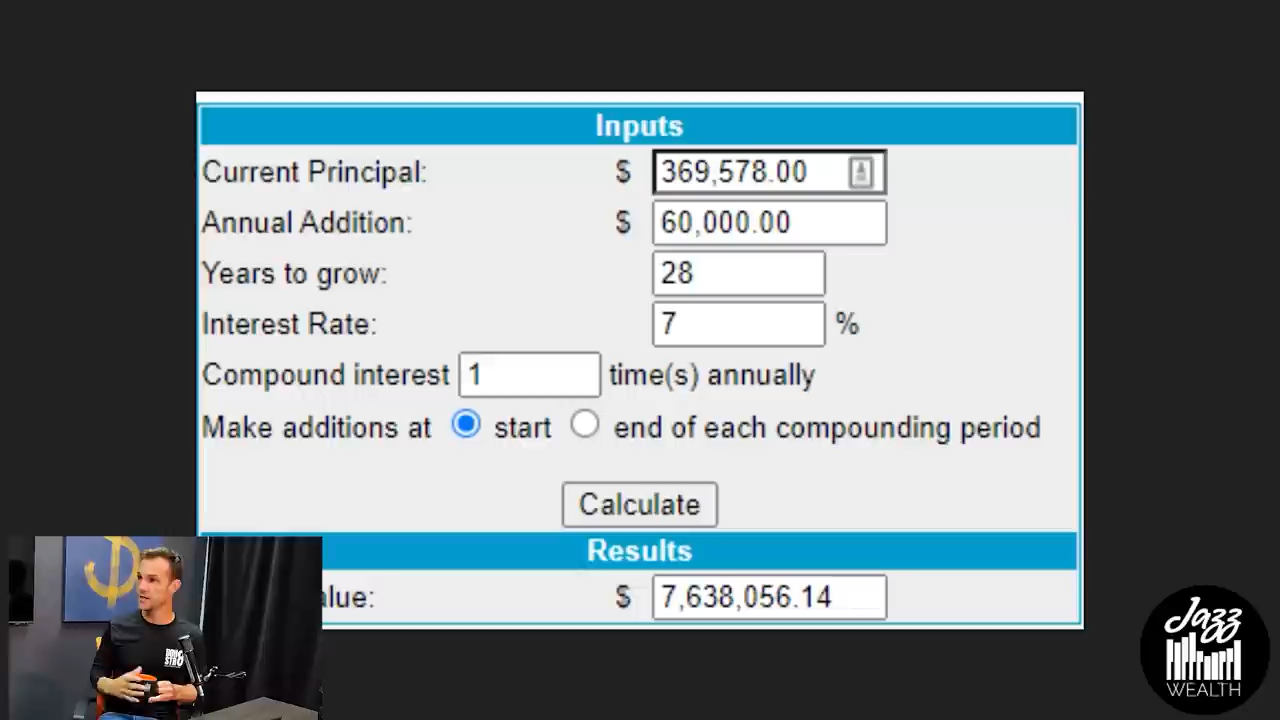 Inputs
Current Principal: $ 369,578.00
Annual Addition: $ 60,000.00
Years to grow: 28
Interest Rate: 7 %
Compound interest 1 time(s) annually
Make additions at start end of each compounding period
Calculate
Results
alue: $ 7,638,056.14
Jazz
WEALTH